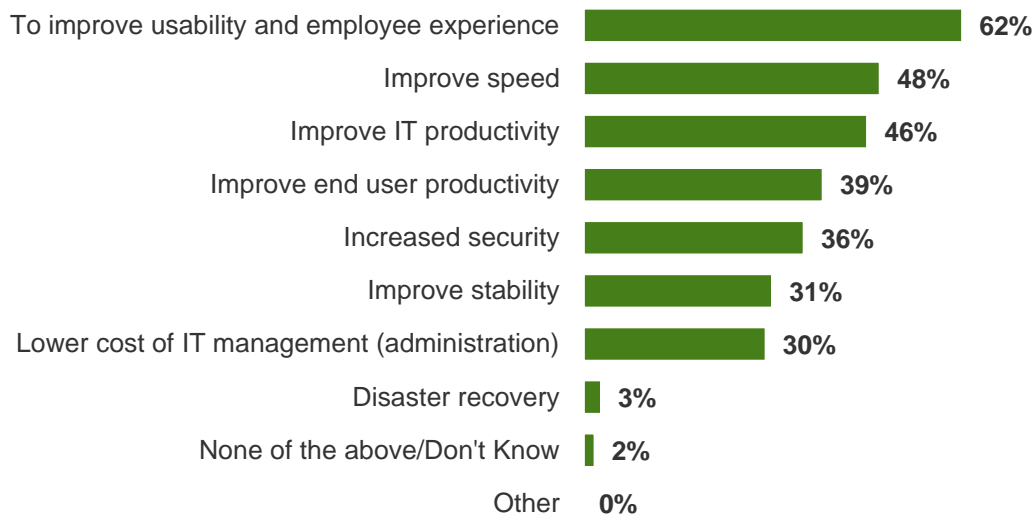 To improve usability and employee experience 62%
Improve speed 48%
Improve IT productivity 46%
Improve end user productivity 39%
Increased security 36%
Improve stability 31%
Lower cost of IT management (administration) 30%
Disaster recovery 3%
None of the above/Don't Know 2%
Other 0%